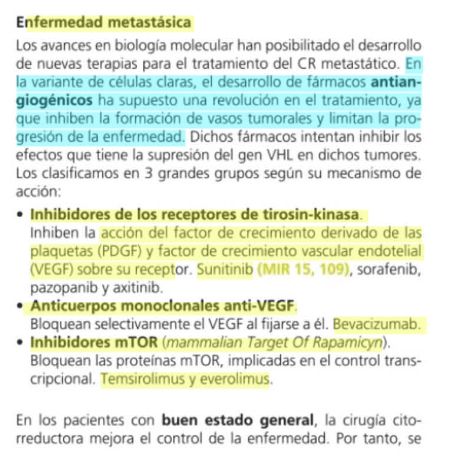 Enfermedad metastásica
Los avances en biología molecular han posibilitado el desarrollo
de nuevas terapias para el tratamiento del CR metastático. En
la variante de células claras, el desarrollo de fármacos antian-
giogénicos ha supuesto una revolución en el tratamiento, ya
que inhiben la formación de vasos tumorales y limitan la pro-
gresión de la enfermedad. Dichos fármacos intentan inhibir los
efectos que tiene la supresión del gen VHL en dichos tumores.
Los clasificamos en 3 grandes grupos según su mecanismo de
acción:
• Inhibidores de los receptores de tirosin-kinasa.
Inhiben la acción del factor de crecimiento derivado de las
plaquetas (PDGF) y factor de crecimiento vascular endotelial
(VEGF) sobre su receptor. Sunitinib (MIR 15, 109), sorafenib,
pazopanib y axitinib.
• Anticuerpos monoclonales anti-VEGF.
Bloquean selectivamente el VEGF al fijarse a él. Bevacizumab.
• Inhibidores mTOR (mammalian Target Of Rapamicyn).
Bloquean las proteínas mTOR, implicadas en el control trans-
cripcional. Temsirolimus y everolimus.
En los pacientes con buen estado general, la cirugía cito-
rreductora mejora el control de la enfermedad. Por tanto, se